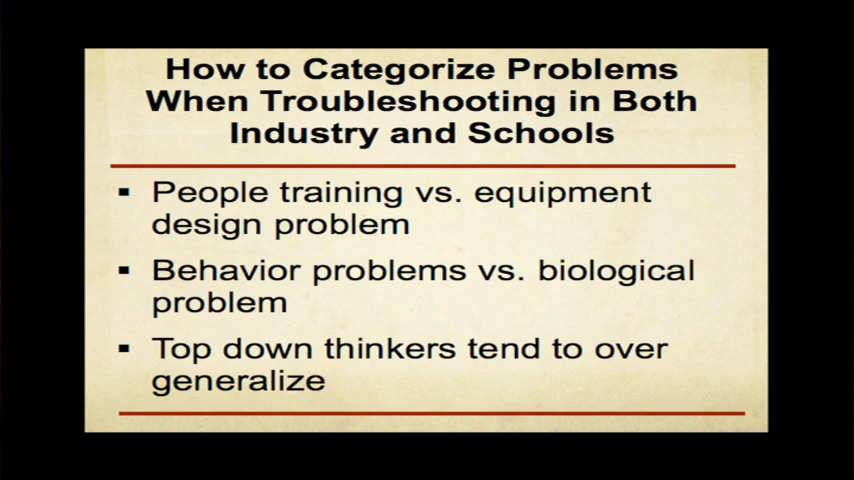 How to Categorize Problems
When Troubleshooting in Both
Industry and Schools
▪ People training vs. equipment
design problem
▪ Behavior problems vs. biological
problem
▪ Top down thinkers tend to over
generalize